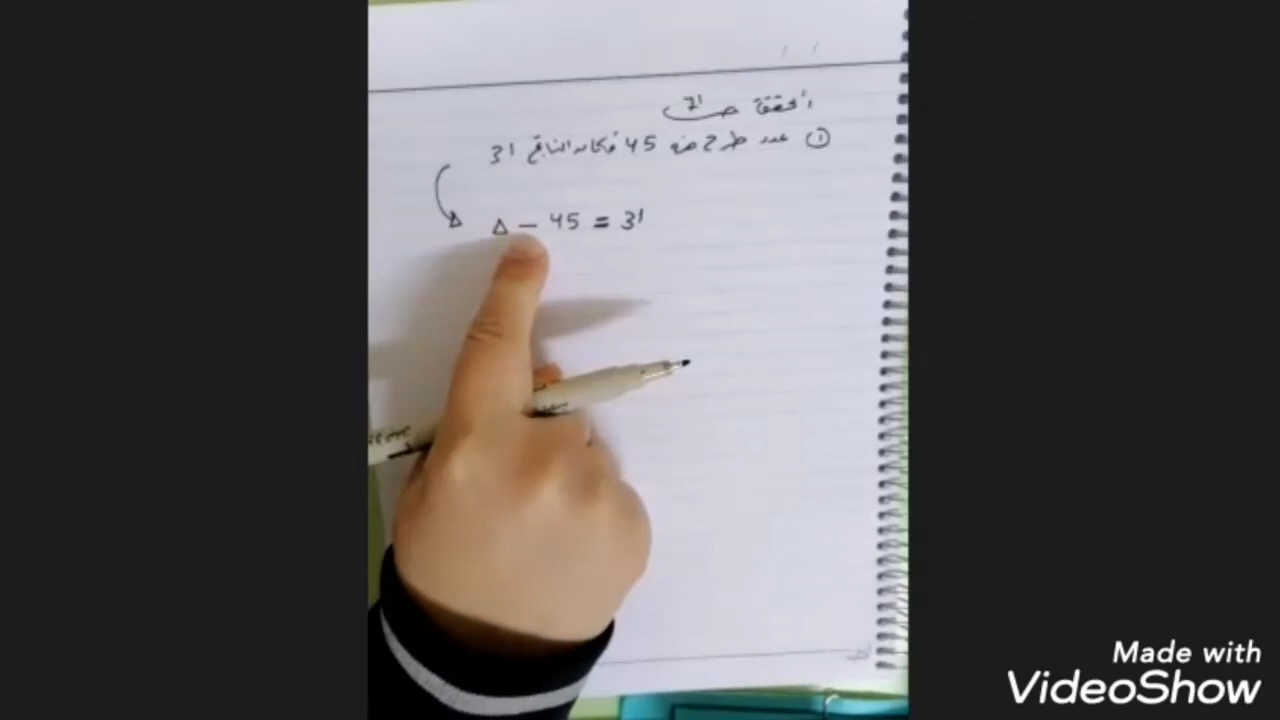 أتحقق ص 71
① عدد طرح منه 45 فكان الناتج 31
Δ Δ - 45 = 31
Made with
VideoShow